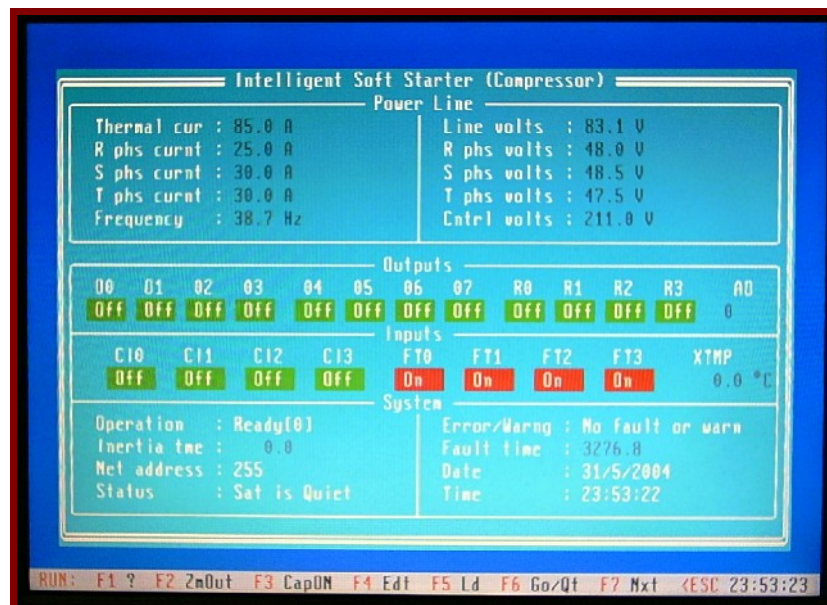 Intelligent Soft Starter (Compressor)
Power Line
Thermal cur : 85.0 A
R phs curnt : 25.0 A
S phs curnt : 30.0 A
T phs curnt : 30.0 A
Frequency : 38.7 Hz
Line volts : 83.1 V
R phs volts : 48.0 V
S phs volts : 48.5 V
T phs volts : 47.5 V
Cntrl volts : 211.0 V
Outputs
O0 O1 O2 O3 O4 O5 O6 O7 R0 R1 R2 R3 AO
Off Off Off Off Off Off Off Off Off Off Off Off 0
Inputs
CI0 CI1 CI2 CI3 FT0 FT1 FT2 FT3 XTMP
Off Off Off Off On On On On 0.0 °C
System
Operation : Ready[0]
Inertia tme : 0.0
Net address : 255
Status : Sat is Quiet
Error/Warng : No fault or warn
Fault time : 3276.8
Date : 31/5/2004
Time : 23:53:22
RUN: F1 ? F2 ZmOut F3 CapON F4 Edt F5 Ld F6 Go/Qt F7 Nxt <ESC 23:53:23